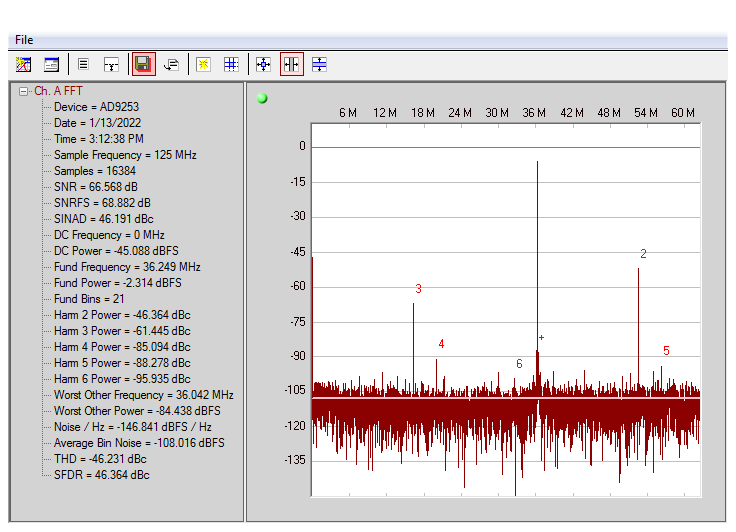 File
Ch. A FFT
Device = AD9253
Date = 1/13/2022
Time = 3:12:38 PM
Sample Frequency = 125 MHz
Samples = 16384
SNR = 66.568 dB
SNRFS = 68.882 dB
SINAD = 46.191 dBc
DC Frequency = 0 MHz
DC Power = -45.088 dBFS
Fund Frequency = 36.249 MHz
Fund Power = -2.314 dBFS
Fund Bins = 21
Harm 2 Power = -46.364 dBc
Harm 3 Power = -61.445 dBc
Harm 4 Power = -85.094 dBc
Harm 5 Power = -88.278 dBc
Harm 6 Power = -95.935 dBc
Worst Other Frequency = 36.042 MHz
Worst Other Power = -84.438 dBFS
Noise / Hz = -146.841 dBFS / Hz
Average Bin Noise = -108.016 dBFS
THD = -46.231 dBc
SFDR = 46.364 dBc
6 M 12 M 18 M 24 M 30 M 36 M 42 M 48 M 54 M 60 M
0
-15
-30
-45
-60
-75
-90
-105
-120
-135
2
3
+
4
5
6